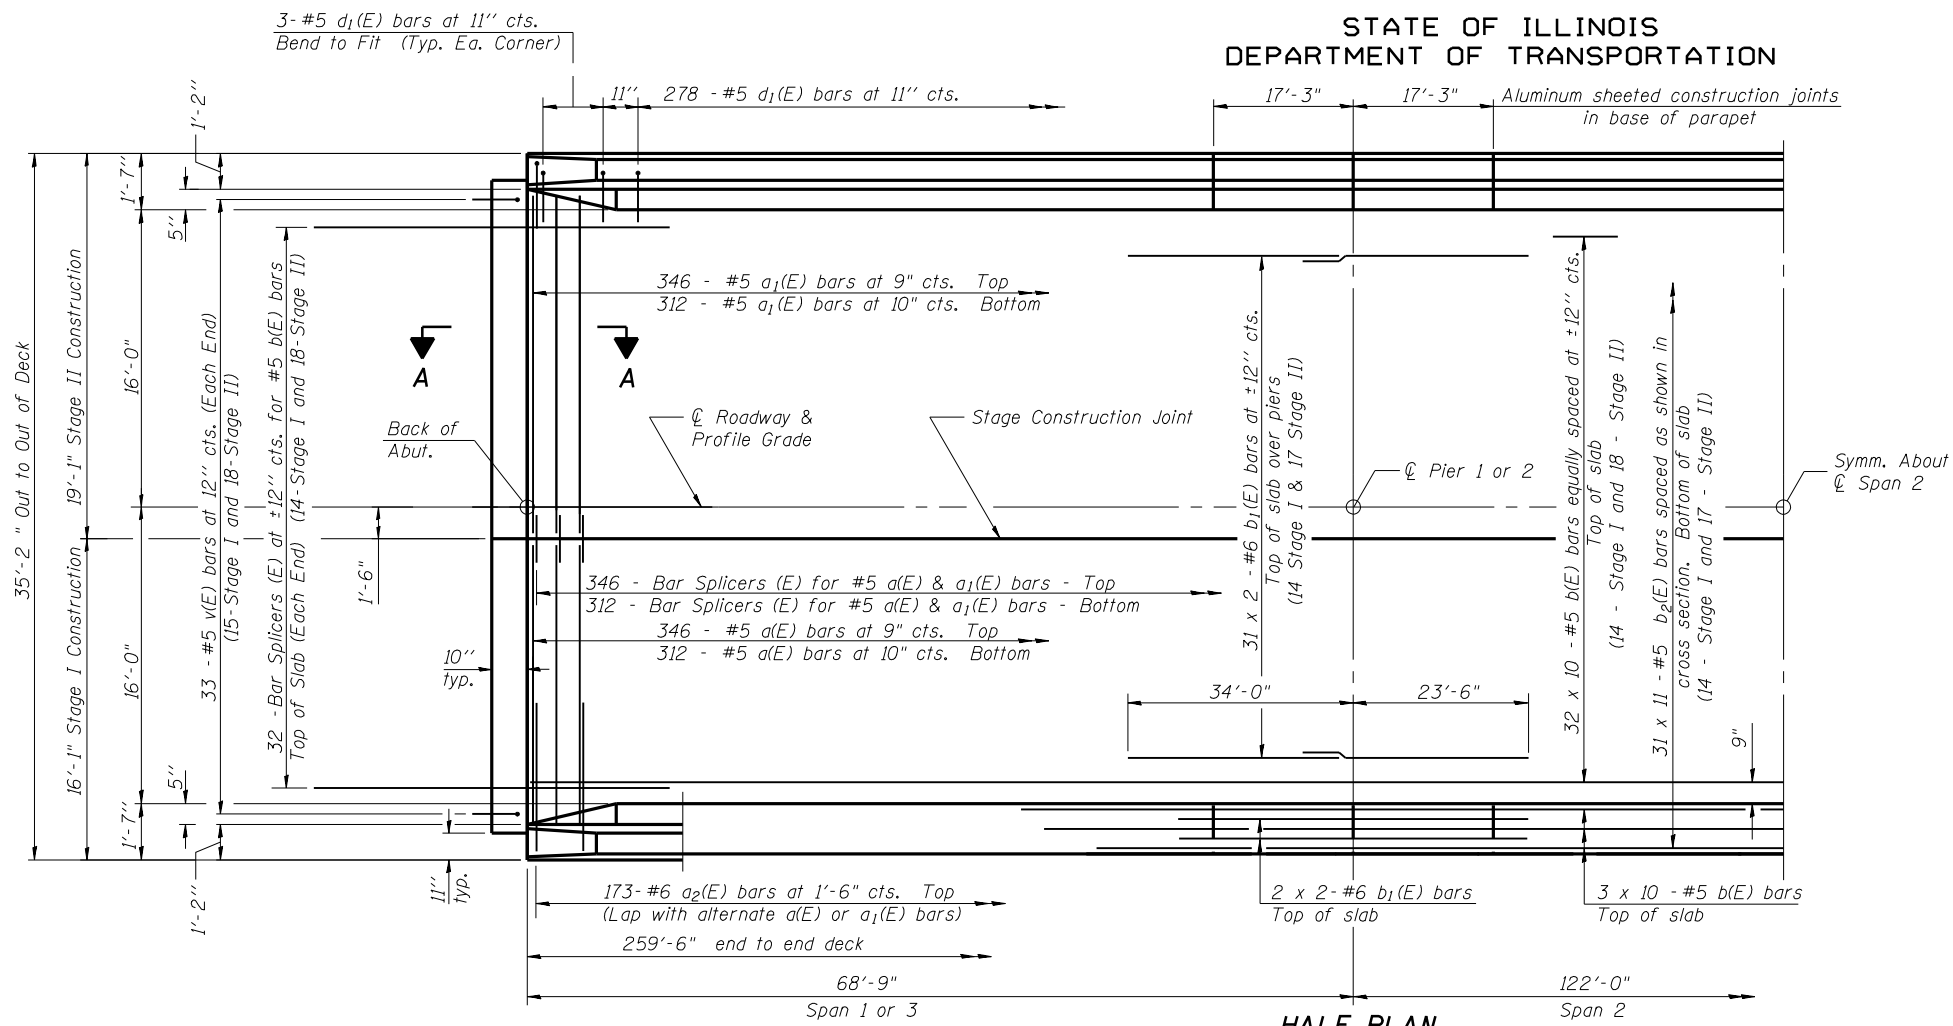 3- #5 d1(E) bars at 11'' cts.
Bend to Fit (Typ. Ea. Corner)
STATE OF ILLINOIS
DEPARTMENT OF TRANSPORTATION
11''
278 - #5 d1(E) bars at 11'' cts.
17'-3"
17'-3"
Aluminum sheeted construction joints
in base of parapet
1'-2''
1'-7''
5''
35'-2 " Out to Out of Deck
19'-1" Stage II Construction
16'-1" Stage I Construction
16'-0"
16'-0"
33 - #5 v(E) bars at 12'' cts. (Each End)
(15-Stage I and 18-Stage II)
32 -Bar Splicers (E) at ±12'' cts. for #5 b(E) bars
Top of Slab (Each End) (14-Stage I and 18-Stage II)
346 - #5 a1(E) bars at 9" cts. Top
312 - #5 a1(E) bars at 10" cts. Bottom
A
A
Back of
Abut.
℄ Roadway &
Profile Grade
Stage Construction Joint
31 x 2 - #6 b1(E) bars at ±12'' cts.
Top of slab over piers
(14 Stage I & 17 Stage II)
℄ Pier 1 or 2
32 x 10 - #5 b(E) bars equally spaced at ±12'' cts.
Top of slab
(14 - Stage I and 18 - Stage II)
31 x 11 - #5 b2(E) bars spaced as shown in
cross section. Bottom of slab
(14 - Stage I and 17 - Stage II)
Symm. About
℄ Span 2
1'-6"
346 - Bar Splicers (E) for #5 a(E) & a1(E) bars - Top
312 - Bar Splicers (E) for #5 a(E) & a1(E) bars - Bottom
346 - #5 a(E) bars at 9" cts. Top
312 - #5 a(E) bars at 10" cts. Bottom
10''
typ.
34'-0"
23'-6"
9"
5''
1'-7''
1'-2''
11''
typ.
173- #6 a2(E) bars at 1'-6" cts. Top
(Lap with alternate a(E) or a1(E) bars)
2 x 2- #6 b1(E) bars
Top of slab
3 x 10 - #5 b(E) bars
Top of slab
259'-6" end to end deck
68'-9"
Span 1 or 3
122'-0"
Span 2
HALF PLAN